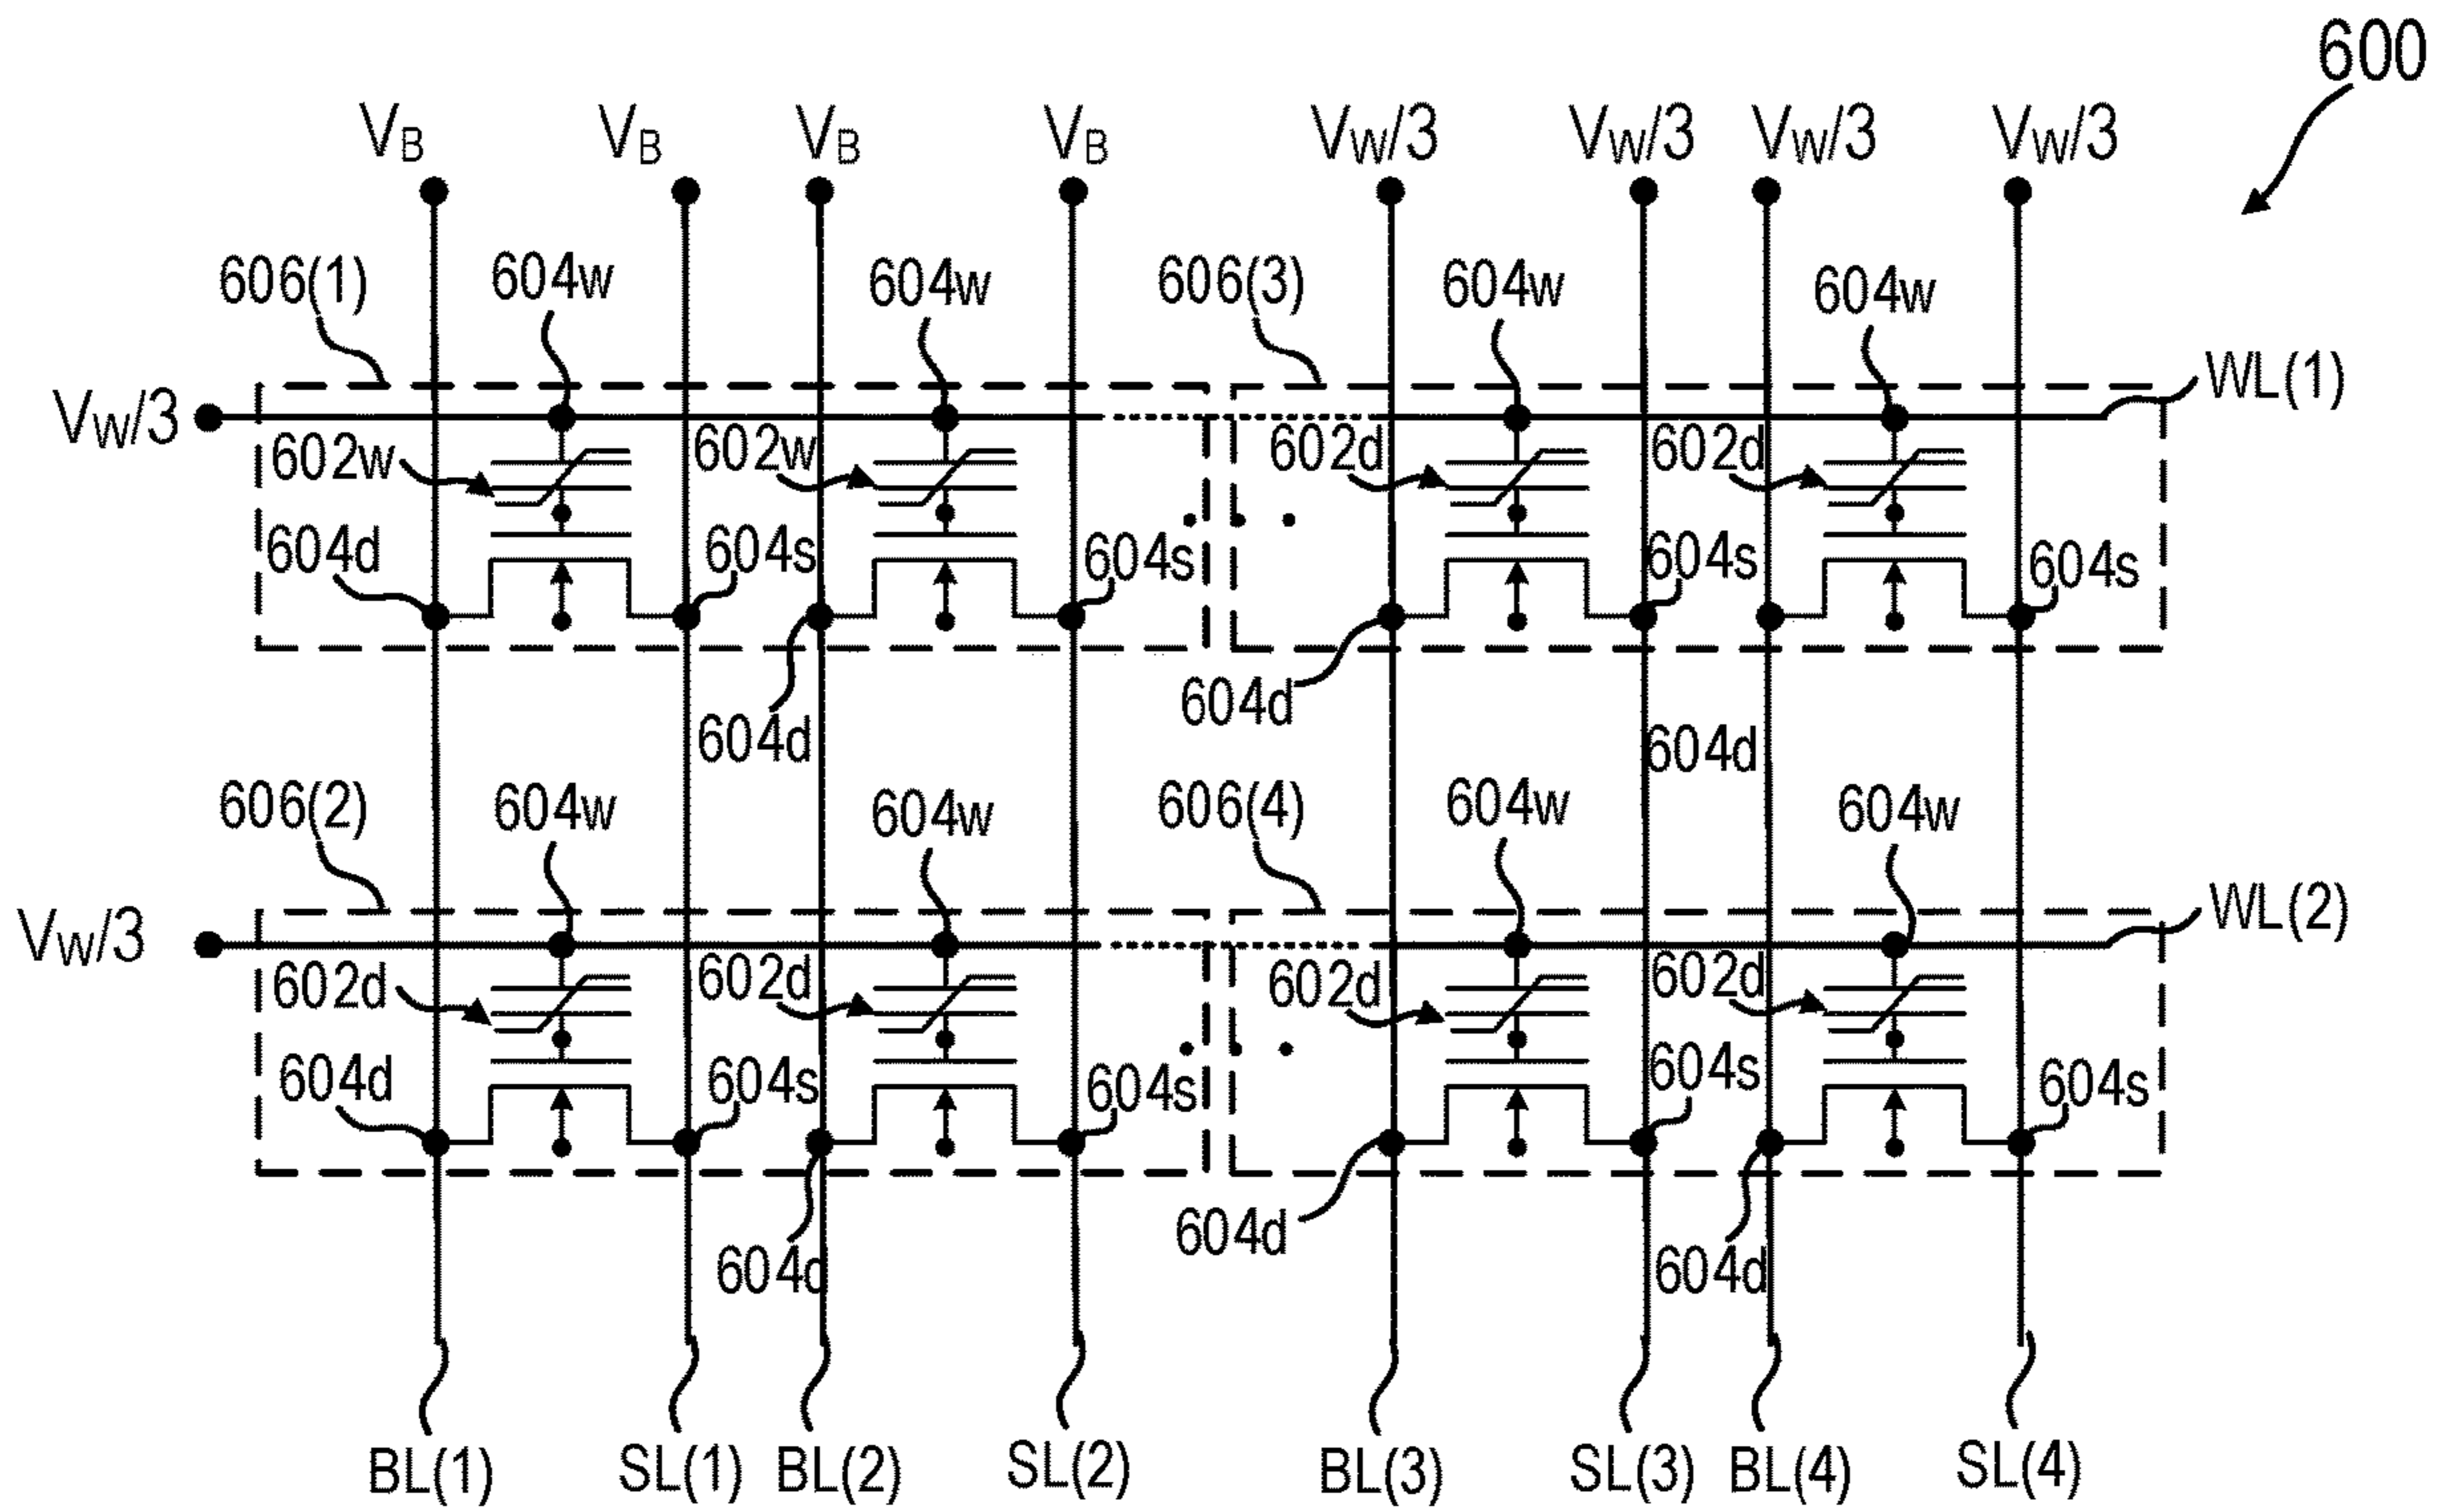 600
VB VB VB VB VW/3 VW/3 VW/3 VW/3
606(1) 604w 604w 606(3) 604w 604w
WL(1)
VW/3
602w 602w 602d 602d
604d 604s 604s 604s 604s
604d 604d
604d
606(2) 604w 604w 606(4) 604w 604w
WL(2)
VW/3
602d 602d 602d 602d
604d 604s 604s 604s 604s
604d 604d 604d
BL(1) SL(1) BL(2) SL(2) BL(3) SL(3) BL(4) SL(4)